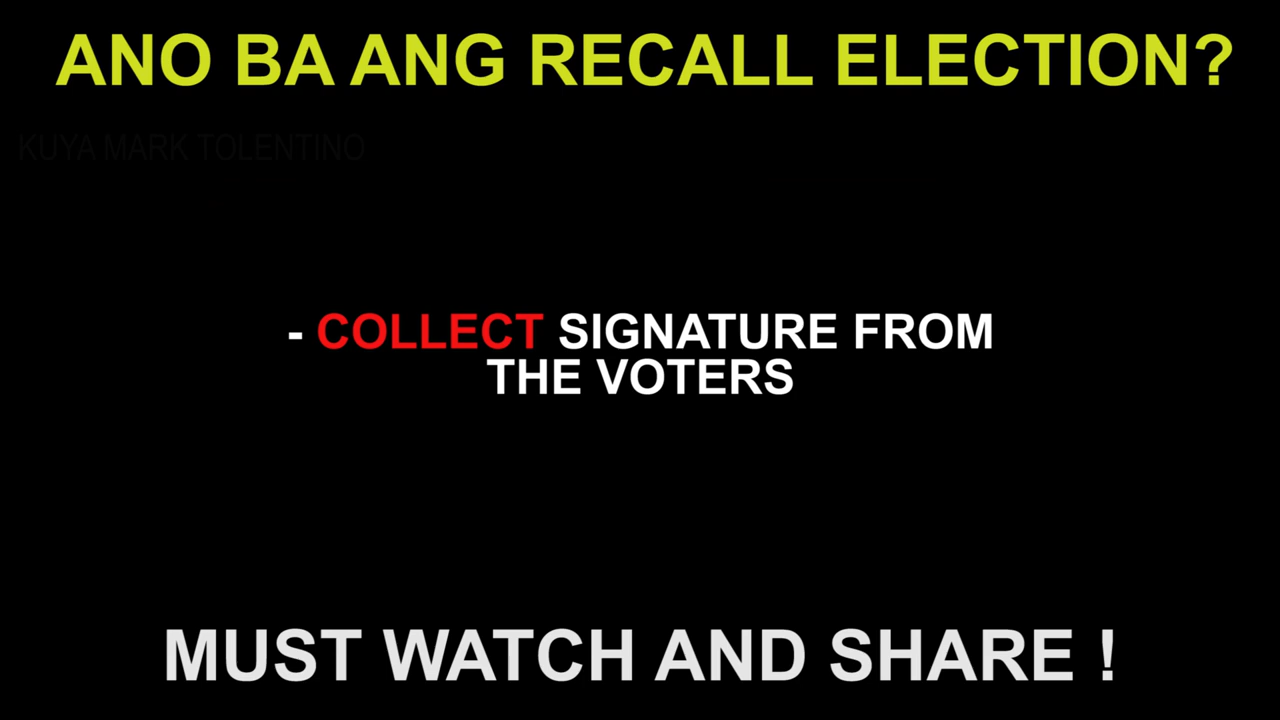 ANO BA ANG RECALL ELECTION?
KUYA MARK TOLENTINO
- COLLECT SIGNATURE FROM
THE VOTERS
MUST WATCH AND SHARE !